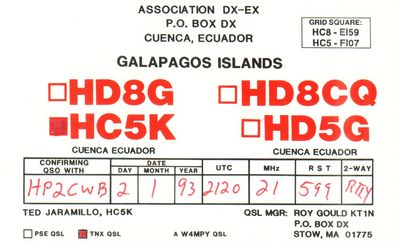 ASSOCIATION DX-EX
P.O. BOX DX
CUENCA, ECUADOR
GRID SQUARE:
HC8 - EI59
HC5 - FI07
GALAPAGOS ISLANDS
HD8G HD8CQ
HC5K HD5G
CUENCA ECUADOR CUENCA ECUADOR
CONFIRMING QSO WITH DATE DAY MONTH YEAR UTC MHz R S T 2-WAY
HP2CWB 2 1 93 2120 21 599 RTTY
TED JARAMILLO, HC5K QSL MGR: ROY GOULD KT1N
P.O. BOX DX
PSE QSL TNX QSL A W4MPY QSL STOW, MA 01775